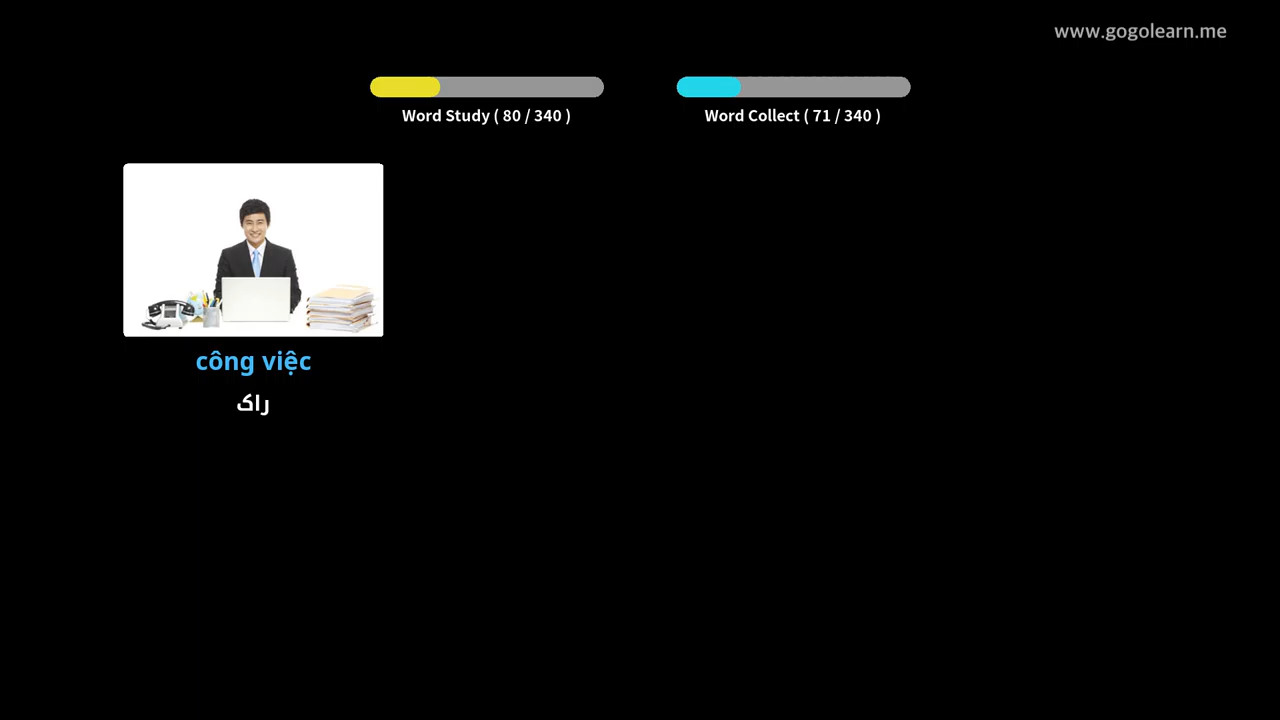 www.gogolearn.me
Word Study ( 80 / 340 )
Word Collect ( 71 / 340 )
công việc
راک